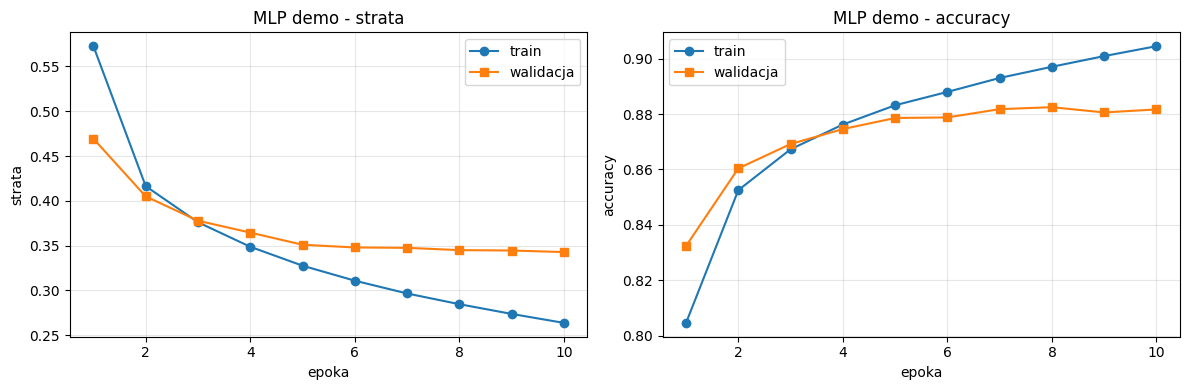 MLP demo - strata
train
walidacja
0.55
0.50
0.45
0.40
0.35
0.30
0.25
strata
2
4
6
8
10
epoka
MLP demo - accuracy
train
walidacja
0.90
0.88
0.86
0.84
0.82
0.80
accuracy
2
4
6
8
10
epoka